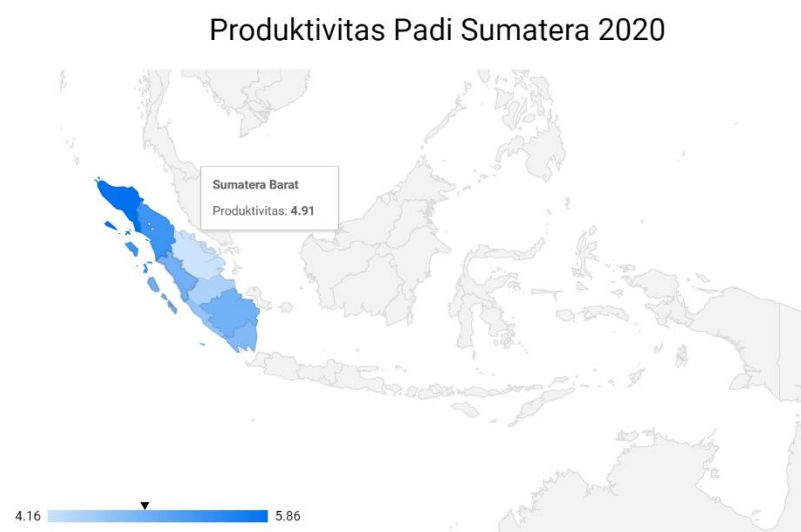 Produktivitas Padi Sumatera 2020
Sumatera Barat
Produktivitas: 4.91
4.16
5.86